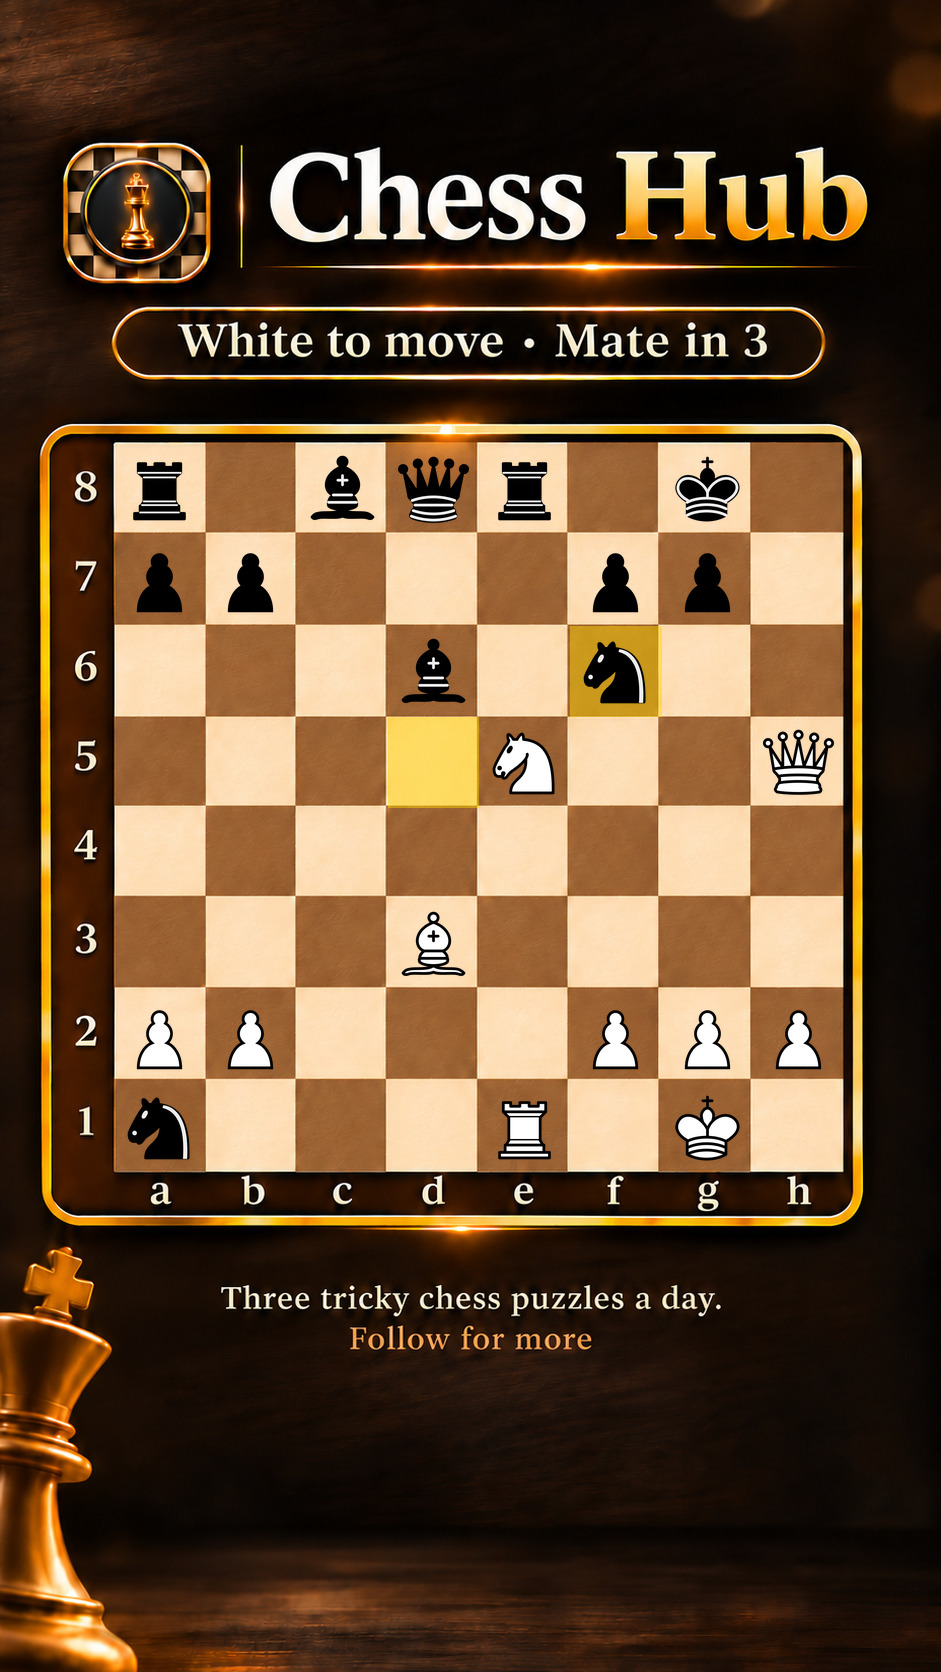 Chess Hub
White to move • Mate in 3
8
7
6
5
4
3
2
1
a b c d e f g h
Three tricky chess puzzles a day.
Follow for more